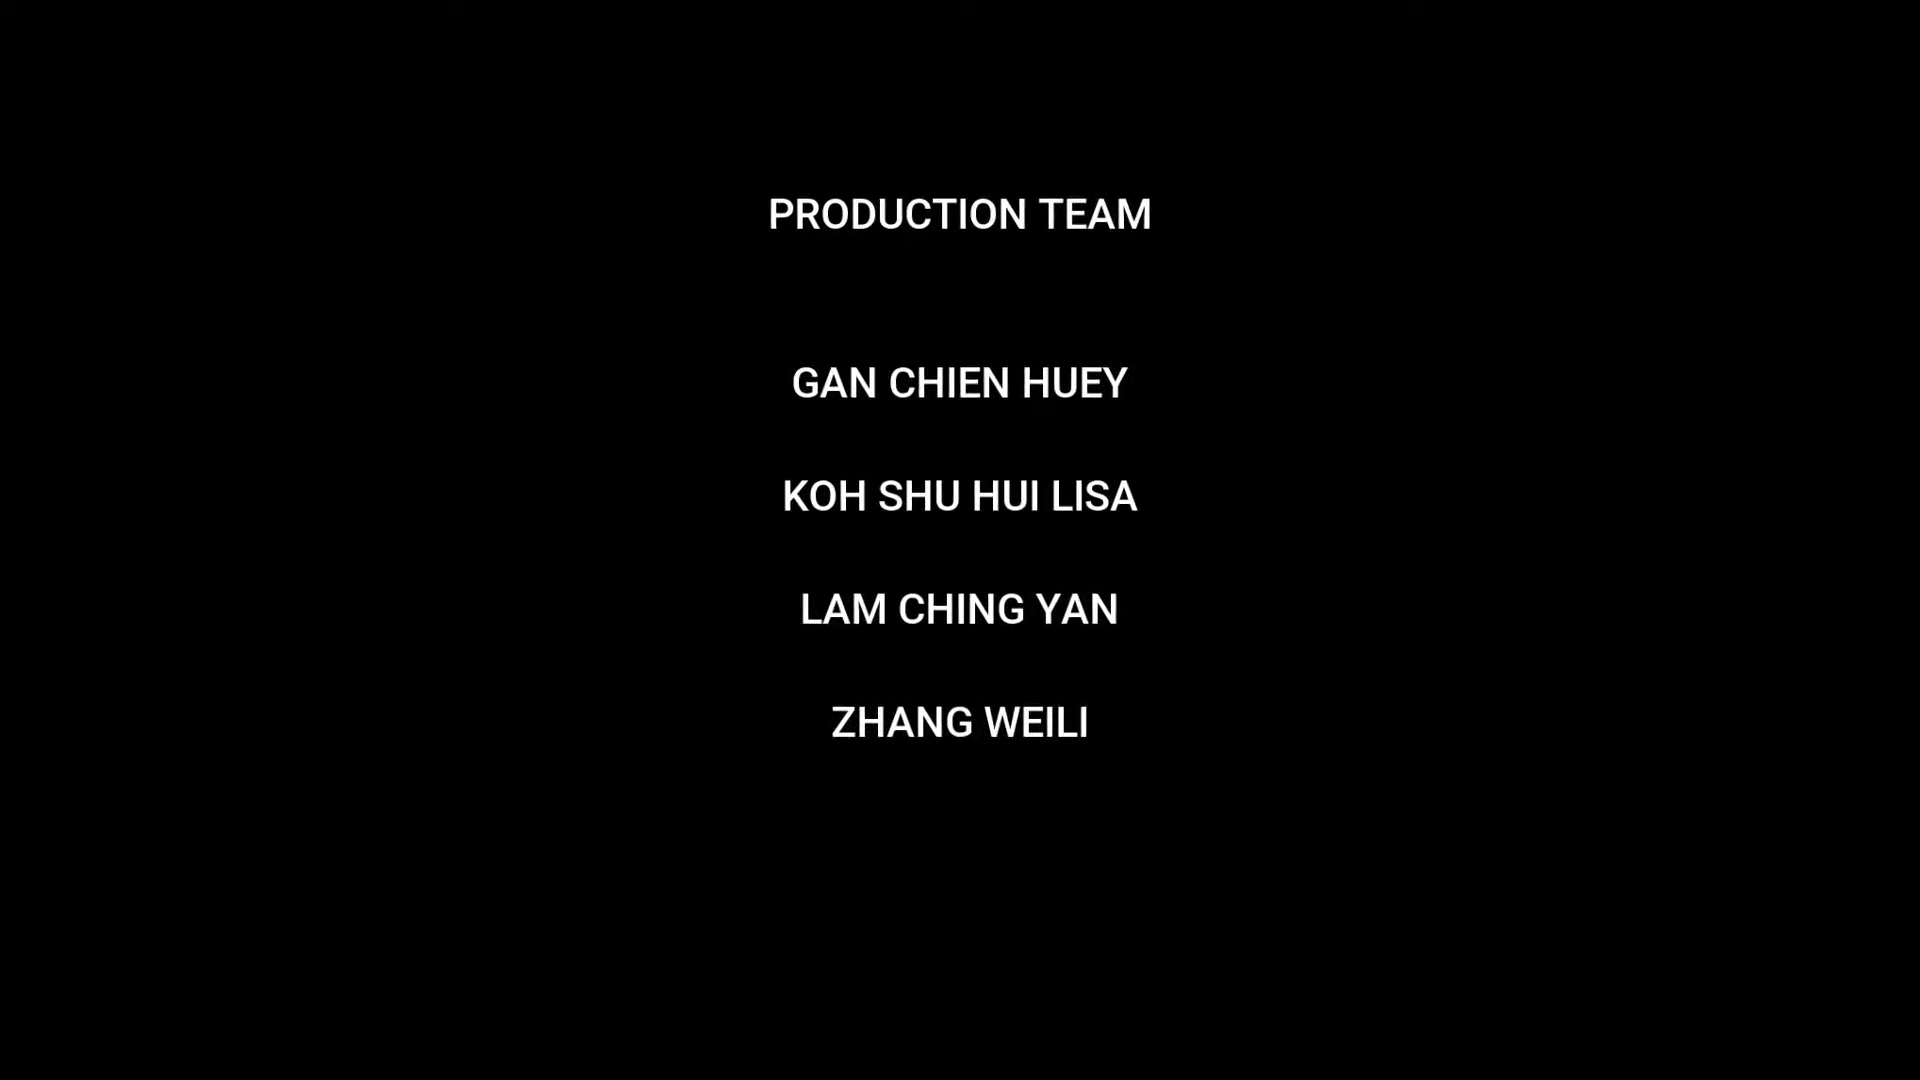 PRODUCTION TEAM
GAN CHIEN HUEY
KOH SHU HUI LISA
LAM CHING YAN
ZHANG WEILI